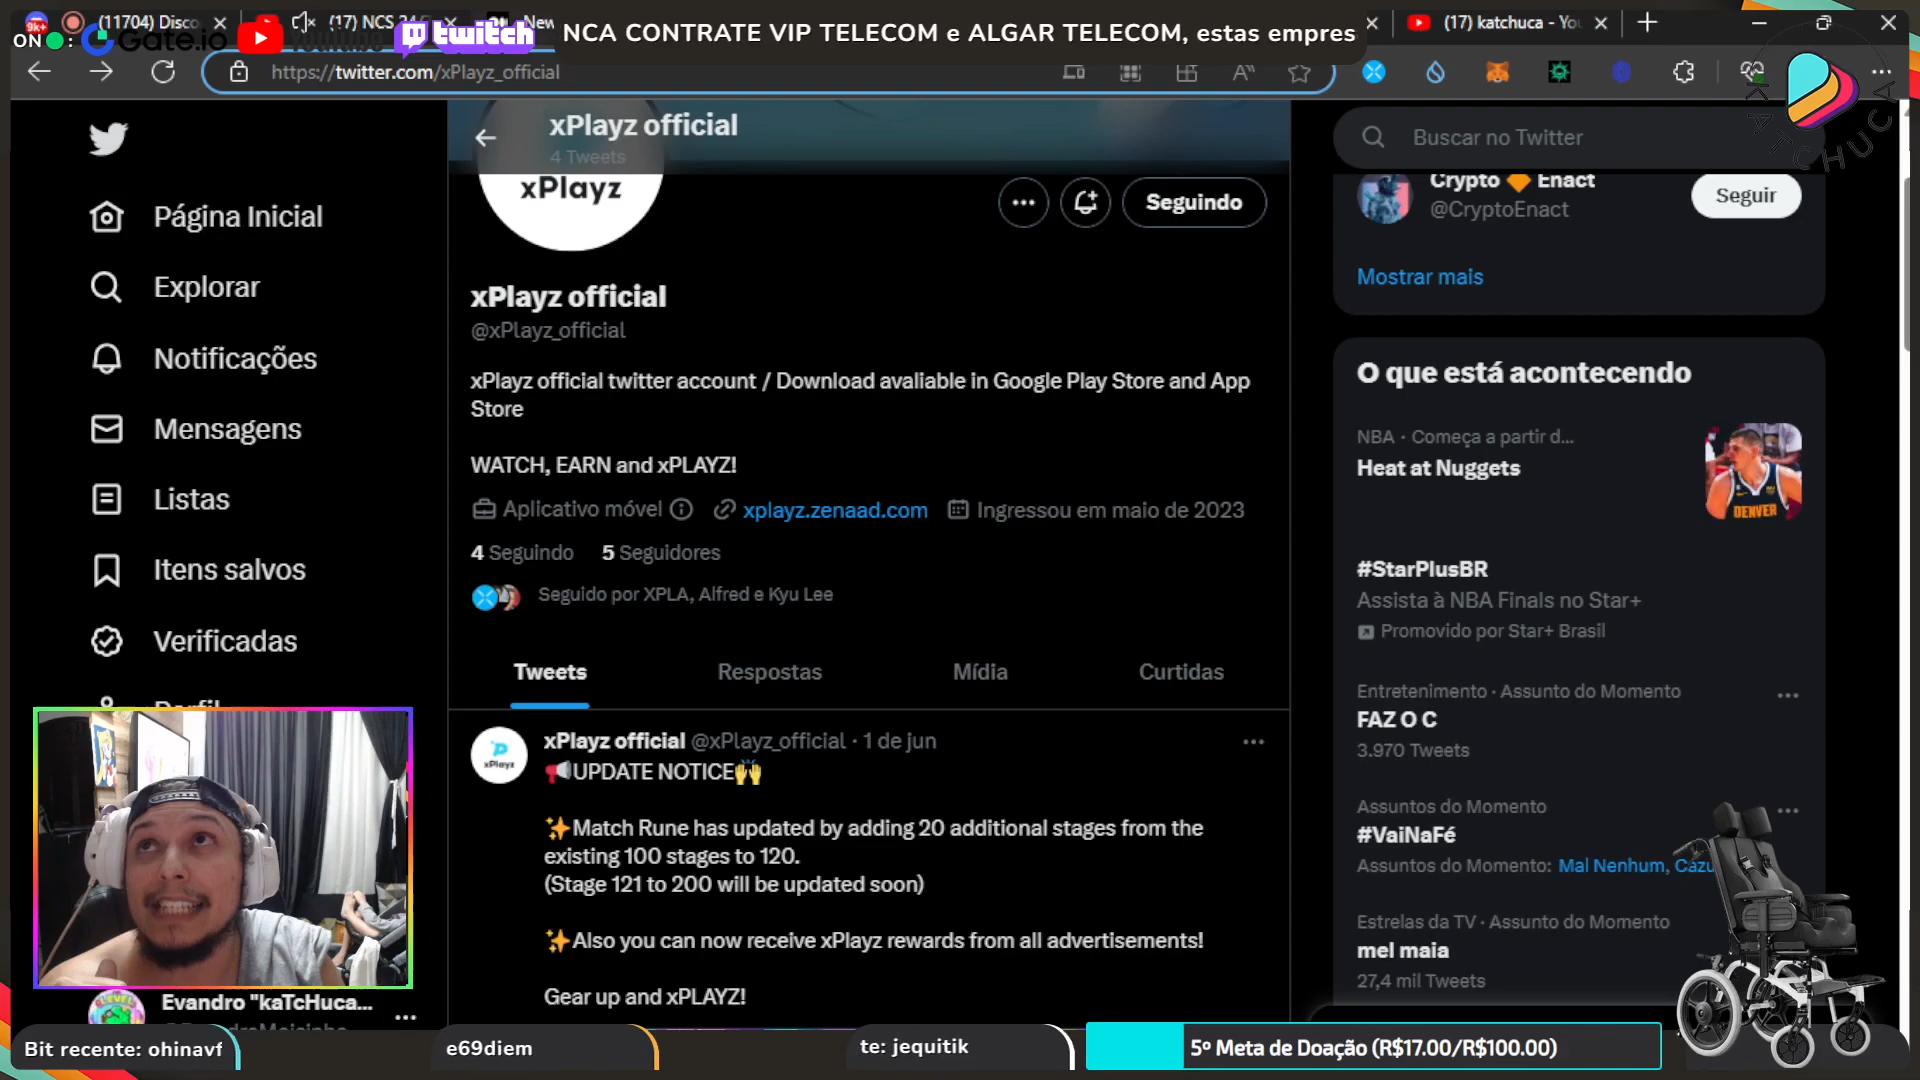 (11704) Disco
(17) NCS 24
New
(17) katchuca - You
ON :
Gate.io
YouTube
twitch
NCA CONTRATE VIP TELECOM e ALGAR TELECOM, estas empres
https://twitter.com/xPlayz_official
KATCHUCA
Página Inicial
Explorar
Notificações
Mensagens
Listas
Itens salvos
Verificadas
Perfil
Evandro "kaTcHuca...
xPlayz official
4 Tweets
xPlayz
Seguindo
xPlayz official
@xPlayz_official
xPlayz official twitter account / Download avaliable in Google Play Store and App
Store
WATCH, EARN and xPLAYZ!
Aplicativo móvel
xplayz.zenaad.com
Ingressou em maio de 2023
4 Seguindo 5 Seguidores
Seguido por XPLA, Alfred e Kyu Lee
Tweets Respostas Mídia Curtidas
xPlayz
xPlayz official @xPlayz_official · 1 de jun
📢UPDATE NOTICE🙌
✨Match Rune has updated by adding 20 additional stages from the
existing 100 stages to 120.
(Stage 121 to 200 will be updated soon)
✨Also you can now receive xPlayz rewards from all advertisements!
Gear up and xPLAYZ!
Buscar no Twitter
Crypto 🔶 Enact
@CryptoEnact
Seguir
Mostrar mais
O que está acontecendo
NBA · Começa a partir d...
Heat at Nuggets
DENVER
#StarPlusBR
Assista à NBA Finals no Star+
Promovido por Star+ Brasil
Entretenimento · Assunto do Momento
FAZ O C
3.970 Tweets
Assuntos do Momento
#VaiNaFé
Assuntos do Momento: Mal Nenhum, Cazu
Estrelas da TV · Assunto do Momento
mel maia
27,4 mil Tweets
Bit recente: ohinavf
e69diem
te: jequitik
5º Meta de Doação (R$17.00/R$100.00)